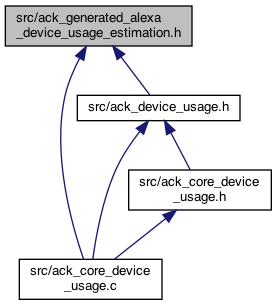 src/ack_generated_alexa
_device_usage_estimation.h
src/ack_device_usage.h
src/ack_core_device
_usage.h
src/ack_core_device
_usage.c